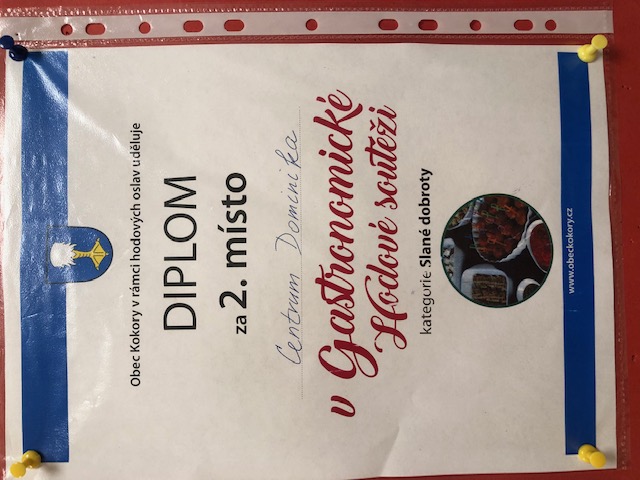 Obec Kokory v rámci hodových oslav uděluje
DIPLOM
za 2. místo
Centrum Dominika
v Gastronomické
Hodové soutěži
kategorie Slané dobroty
www.obeckokory.cz